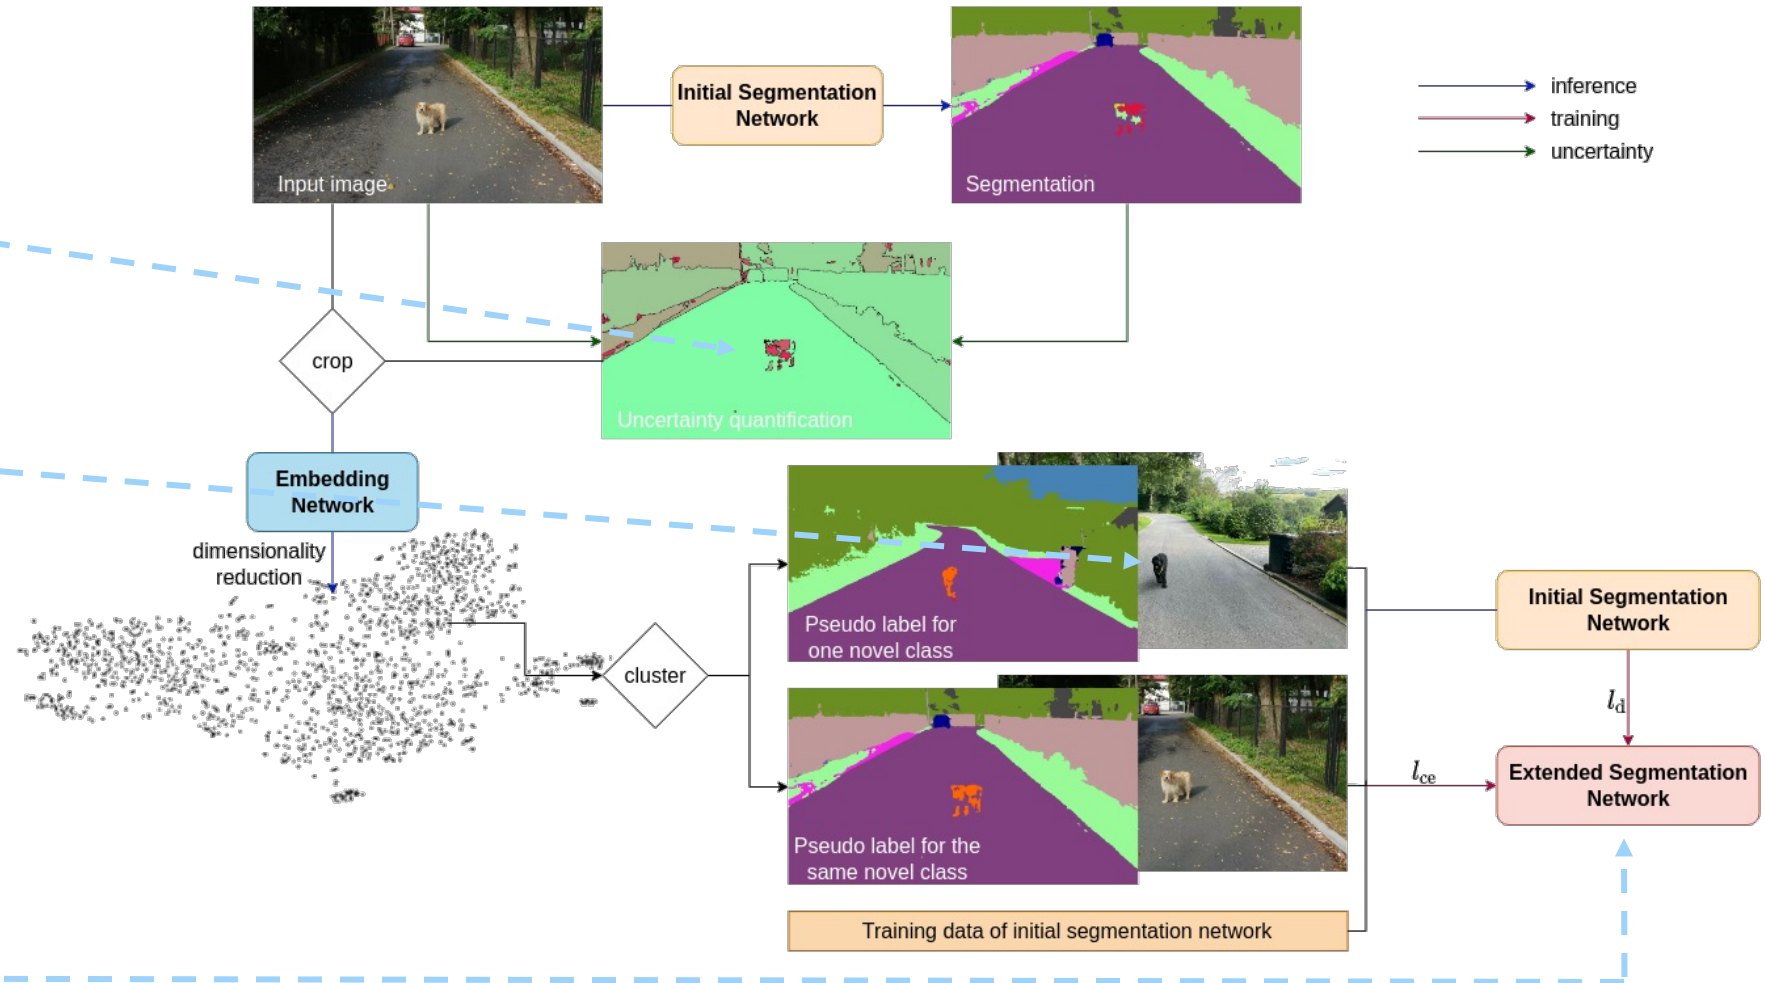 Initial Segmentation
Network
Input image
Segmentation
inference
training
uncertainty
crop
Uncertainty quantification
Embedding
Network
dimensionality
reduction
cluster
Pseudo label for
one novel class
Pseudo label for the
same novel class
Training data of initial segmentation network
Initial Segmentation
Network
l_d
l_ce
Extended Segmentation
Network